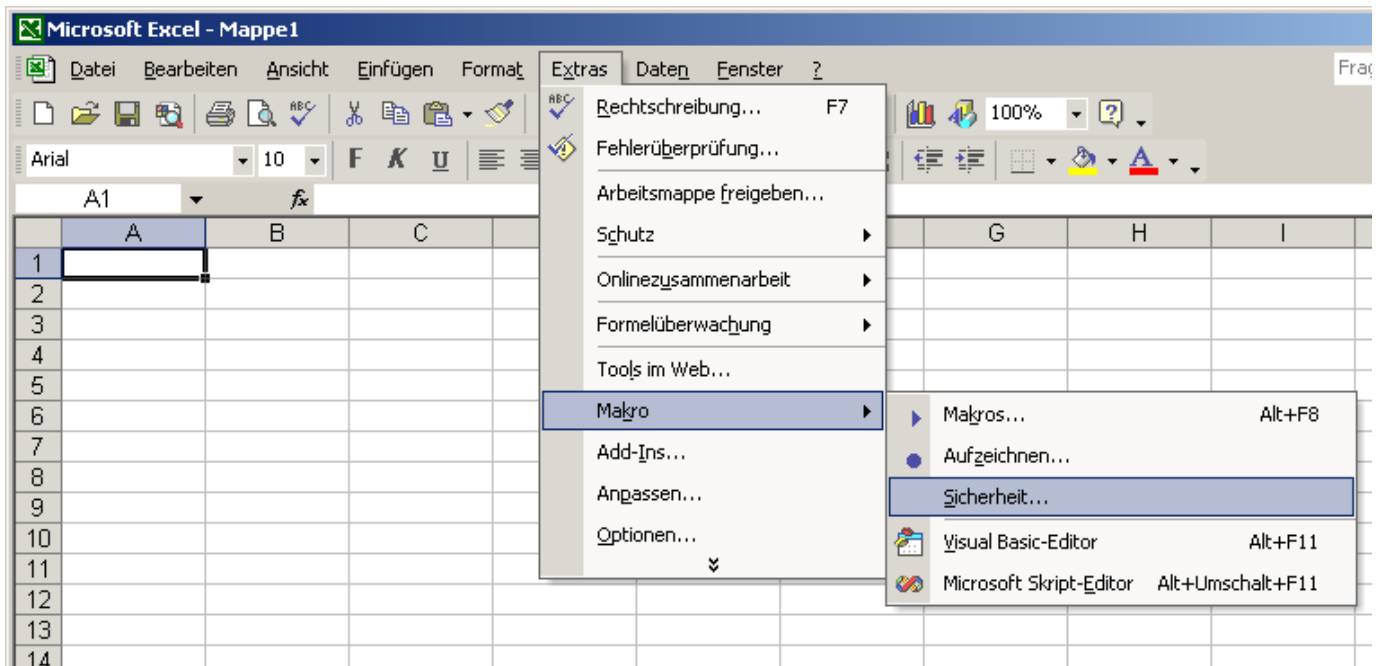 Microsoft Excel - Mappe1
Datei Bearbeiten Ansicht Einfügen Format Extras Daten Fenster ?
100%
Arial 10 F K U
A1 fx
Rechtschreibung... F7
Fehlerüberprüfung...
Arbeitsmappe freigeben...
Schutz
Onlinezusammenarbeit
Formelüberwachung
Tools im Web...
Makro
Add-Ins...
Anpassen...
Optionen...
Makros... Alt+F8
Aufzeichnen...
Sicherheit...
Visual Basic-Editor Alt+F11
Microsoft Skript-Editor Alt+Umschalt+F11
A B C G H I
1
2
3
4
5
6
7
8
9
10
11
12
13
14